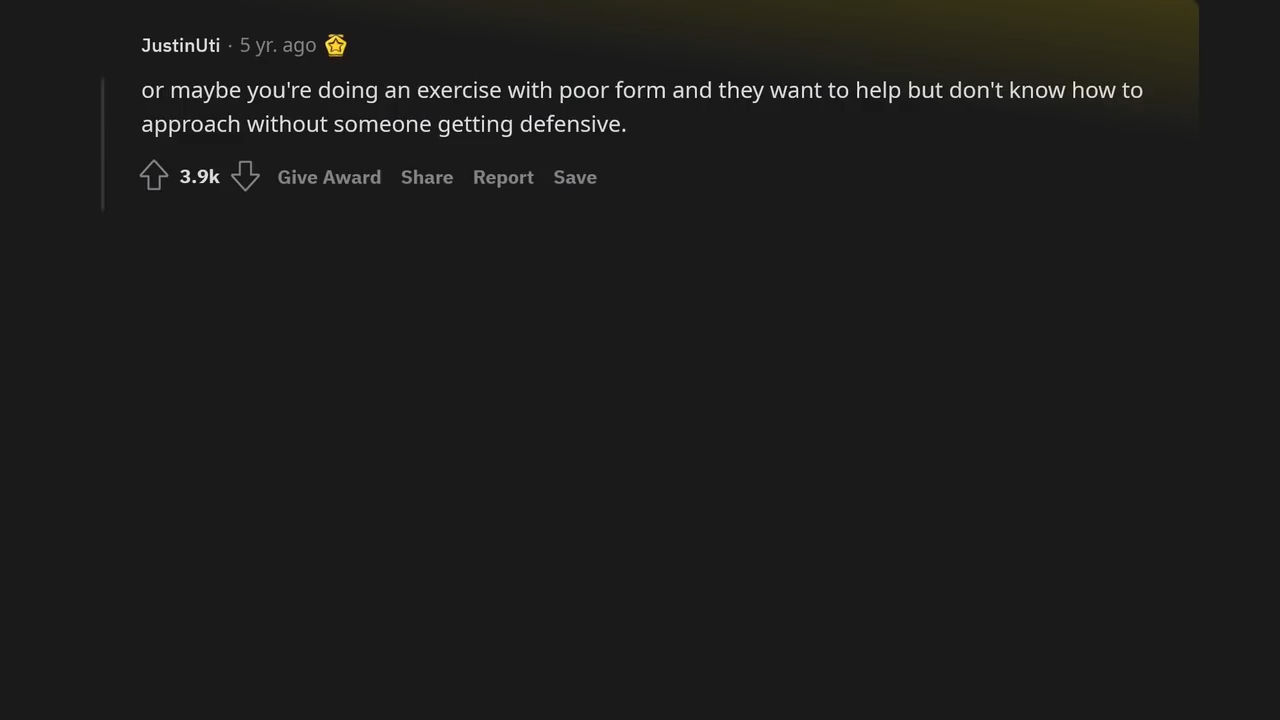 JustinUti · 5 yr. ago
or maybe you're doing an exercise with poor form and they want to help but don't know how to
approach without someone getting defensive.
3.9k Give Award Share Report Save